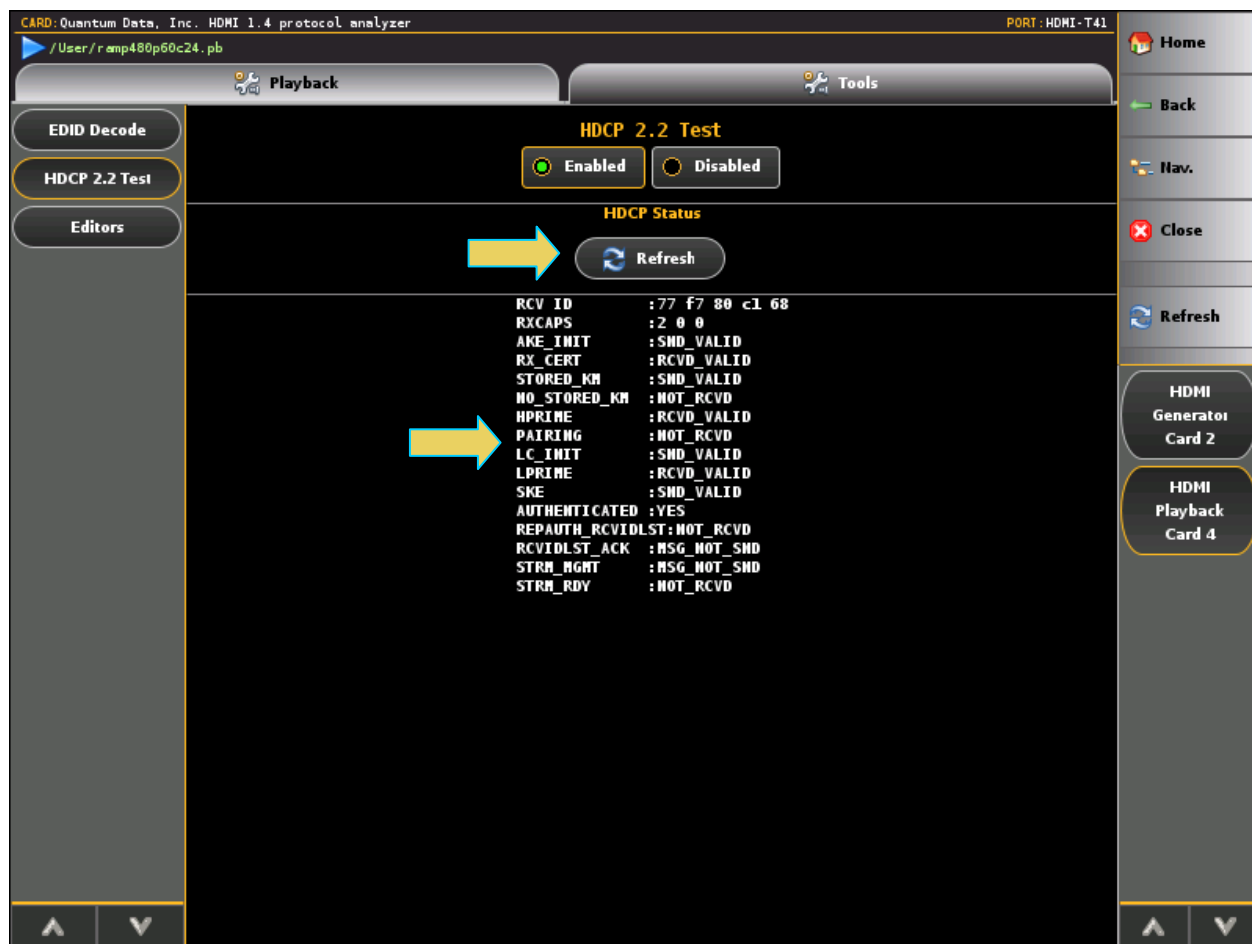 CARD:Quantum Data, Inc. HDMI 1.4 protocol analyzer PORT:HDMI-T41
/User/ramp480p60c24.pb
Playback
Tools
EDID Decode
HDCP 2.2 Test
Editors
HDCP 2.2 Test
Enabled
Disabled
HDCP Status
Refresh
RCV ID :77 f7 80 c1 68
RXCAPS :2 0 0
AKE_INIT :SND_VALID
RX_CERT :RCVD_VALID
STORED_KM :SND_VALID
NO_STORED_KM :NOT_RCVD
HPRIME :RCVD_VALID
PAIRING :NOT_RCVD
LC_INIT :SND_VALID
LPRIME :RCVD_VALID
SKE :SND_VALID
AUTHENTICATED :YES
REPAUTH_RCVIDLST:NOT_RCVD
RCVIDLST_ACK :MSG_NOT_SND
STRM_MGMT :MSG_NOT_SND
STRM_RDY :NOT_RCVD
Home
Back
Nav.
Close
Refresh
HDMI
Generator
Card 2
HDMI
Playback
Card 4